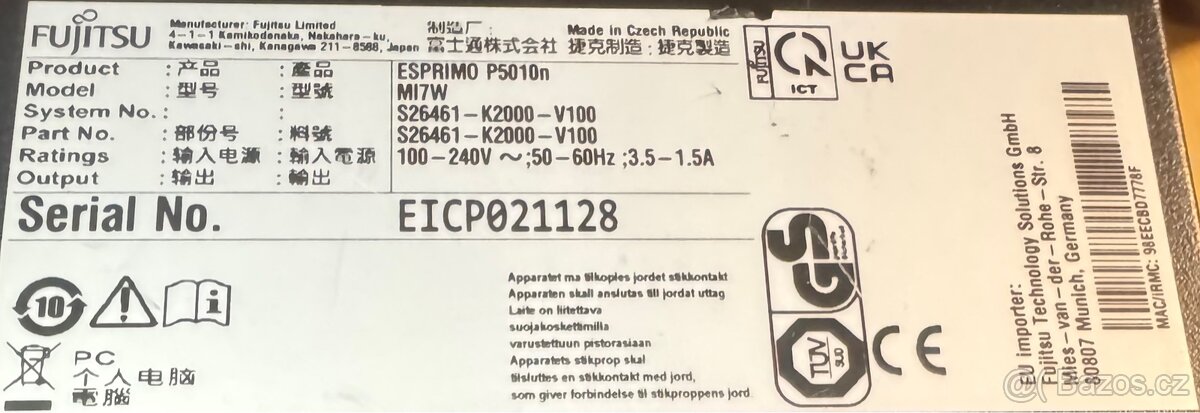 FUJITSU
Manufacturer: Fujitsu Limited
4-1-1 Kamikodanaka, Nakahara-ku,
Kawasaki-shi, Kanagawa 211-8588, Japan
制造厂:
富士通株式会社
Made in Czech Republic
捷克制造 : 捷克製造
Product : 产品 : 產品 ESPRIMO P5010n
Model : 型号 : 型號 MI7W
System No. : : S26461-K2000-V100
Part No. : 部份号 : 料號 S26461-K2000-V100
Ratings : 输入电源 : 輸入電源 100-240V ～;50-60Hz ;3.5-1.5A
Output : 输出 : 輸出
Serial No. EICP021128
FUJITSU
ICT
UK
CA
10
i
PC
个人电脑
電腦
Apparatet ma tilkoples jordet stikkontakt
Apparaten skall anslutas till jordat uttag
Laite on liitettava
suojakoskettimilla
varustettuun pistorasiaan
Apparatets stikprop skal
tilsluttes en stikkontakt med jord,
som giver forbindelse til stikproppens jord.
GS
TÜV
SUD
CE
EU importer:
Fujitsu Technology Solutions GmbH
Mies-van-der-Rohe-Str. 8
80807 Munich, Germany
MAC/IRMC: 98EECBD7778F
Bazos.cz